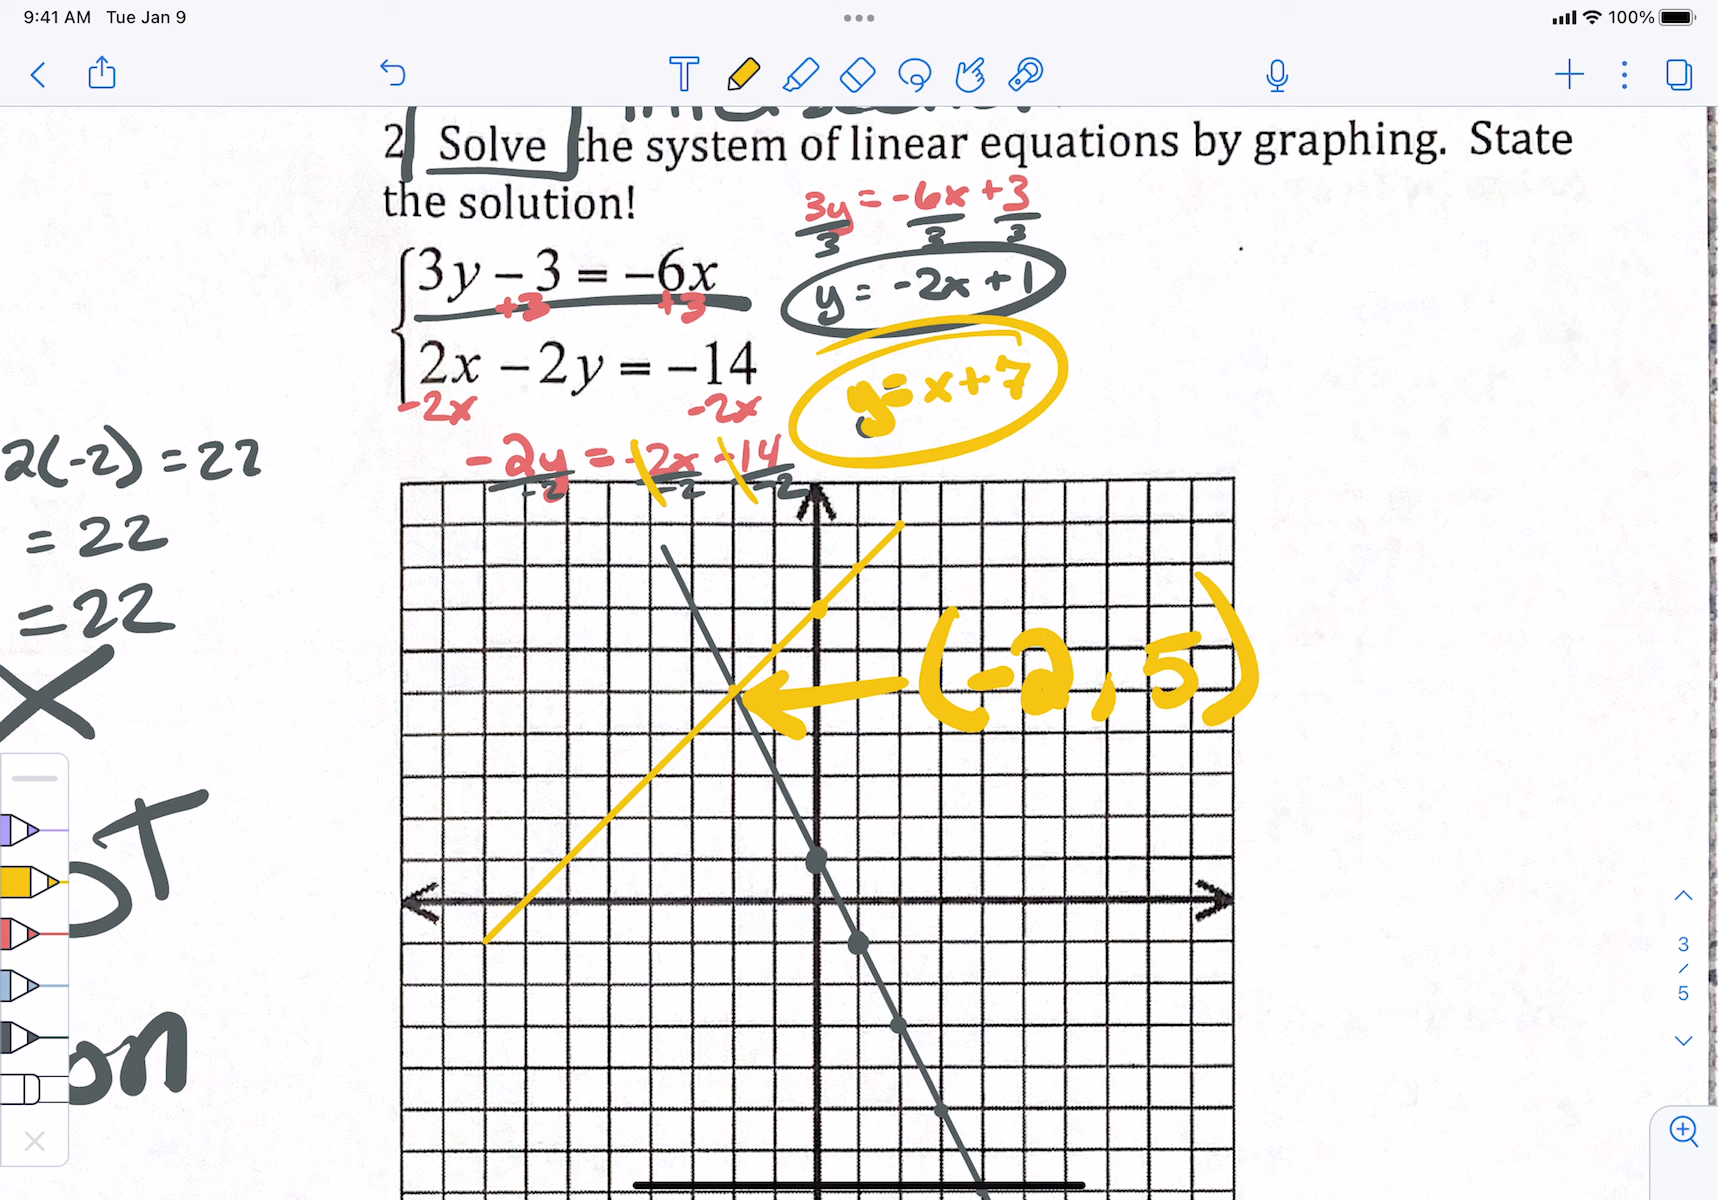 9:41 AM Tue Jan 9
100%
2 Solve the system of linear equations by graphing. State
the solution!
3y = -6x + 3
3 3 3
3y − 3 = −6x
+3 +3
y = -2x + 1
2x − 2y = −14
-2x -2x
y = x + 7
-2y = -2x -14
-2 -2 -2
2(-2) = 22
= 22
= 22
(-2, 5)
X
OT
on
3
/
5